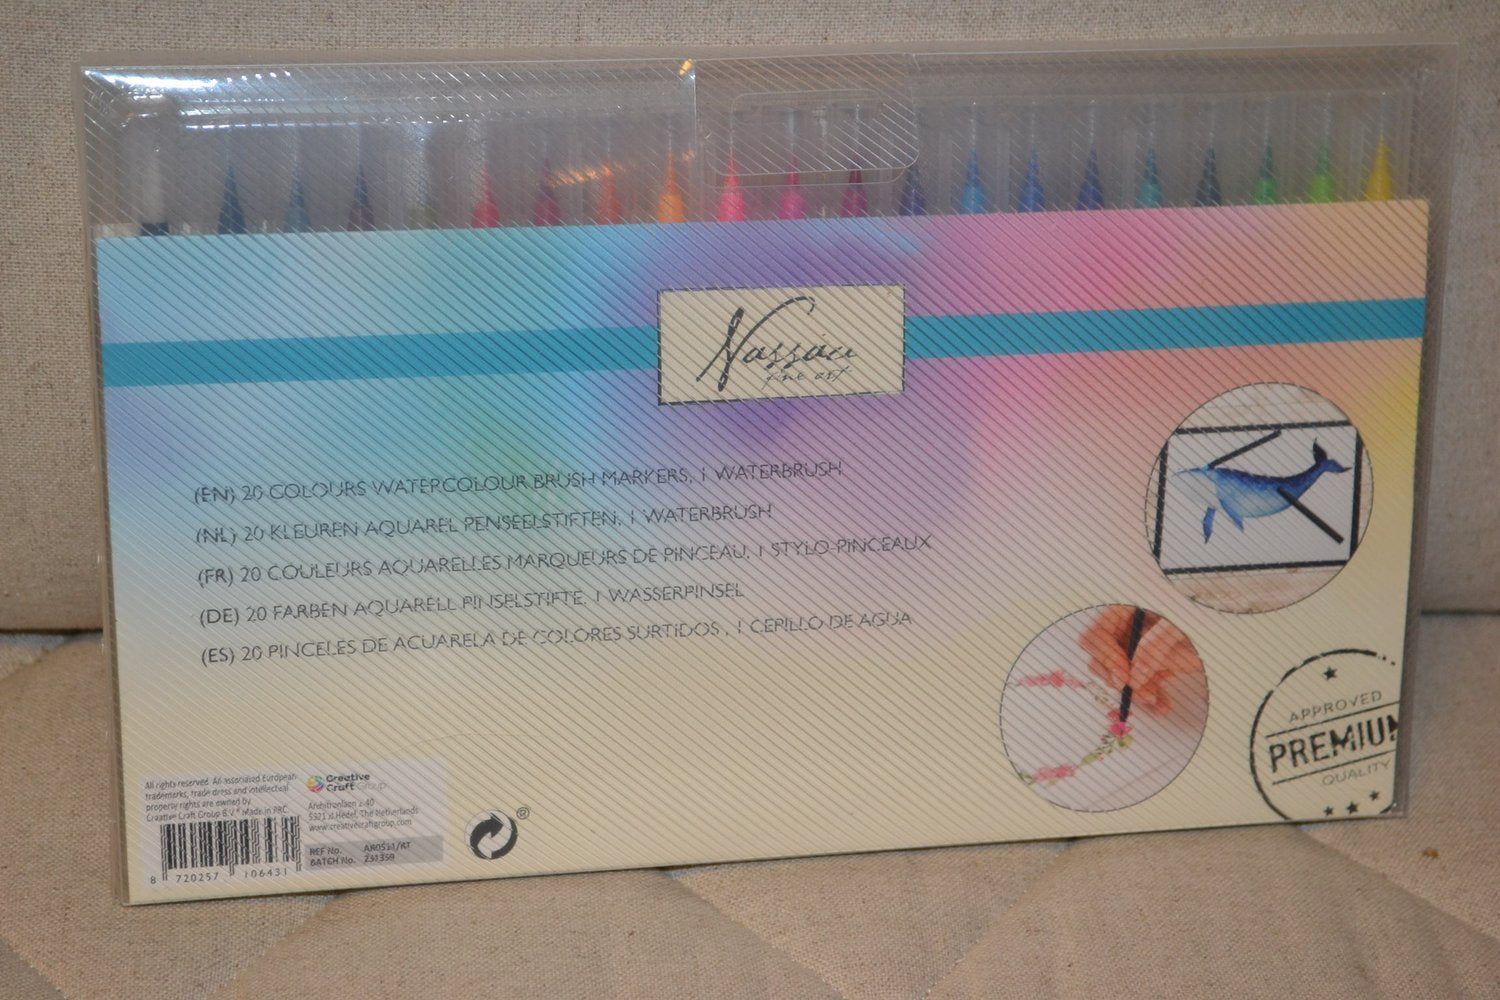 Nassau
fine art
(EN) 20 COLOURS WATERCOLOUR BRUSH MARKERS, 1 WATERBRUSH
(NL) 20 KLEUREN AQUAREL PENSEELSTIFTEN, 1 WATERBRUSH
(FR) 20 COULEURS AQUARELLES MARQUEURS DE PINCEAU, 1 STYLO-PINCEAUX
(DE) 20 FARBEN AQUARELL PINSELSTIFTE, 1 WASSERPINSEL
(ES) 20 PINCELES DE ACUARELA DE COLORES SURTIDOS , 1 CEPILLO DE AGUA
APPROVED
PREMIUM
QUALITY
All rights reserved. All associated European
trademarks, trade dress and intellectual
property rights are owned by
Creative Craft Group B.V.® Made in PRC.
8 720257 106431
Creative
Craft Group
5321 JJ Hedel, The Netherlands
www.creativecraftgroup.com
REF No. AR0511/RT
BATCH No. 231359